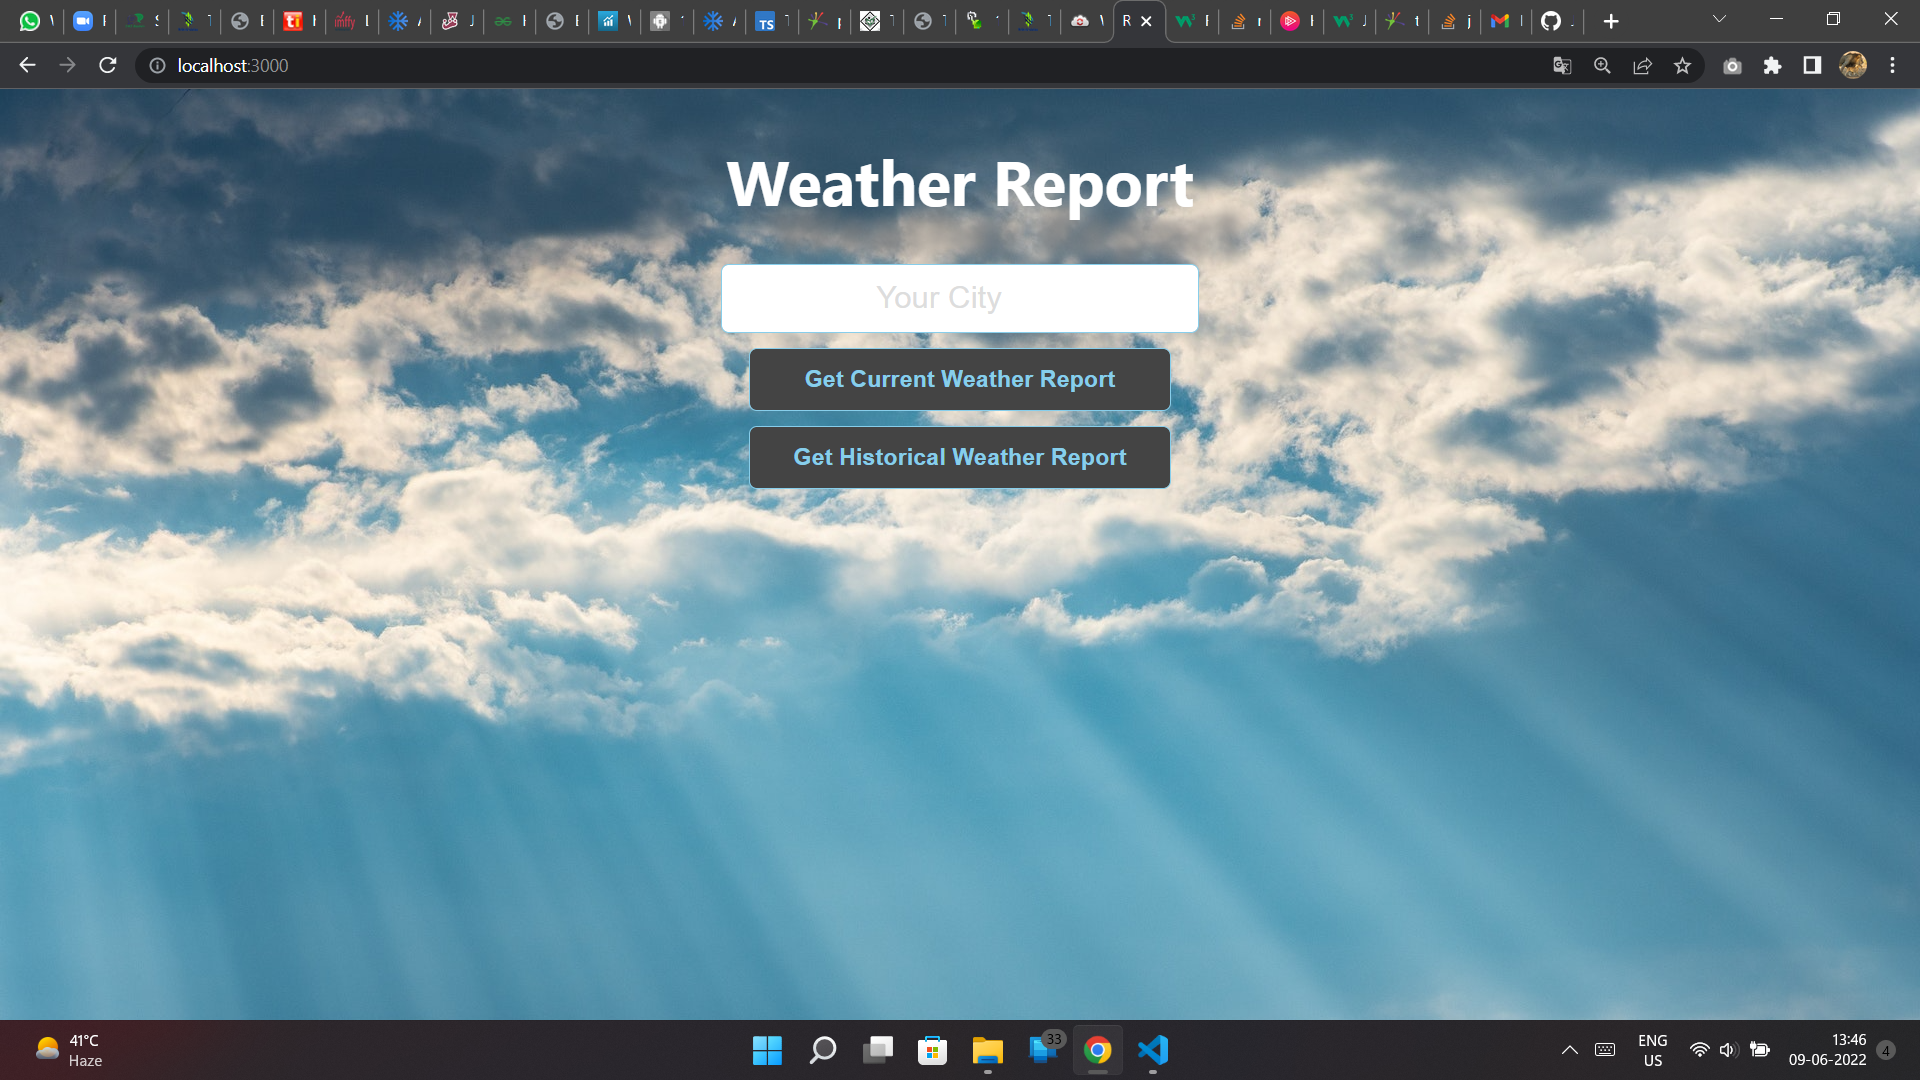 localhost:3000
Weather Report
Your City
Get Current Weather Report
Get Historical Weather Report
41°C
Haze
33
ENG
US
13:46
09-06-2022
4